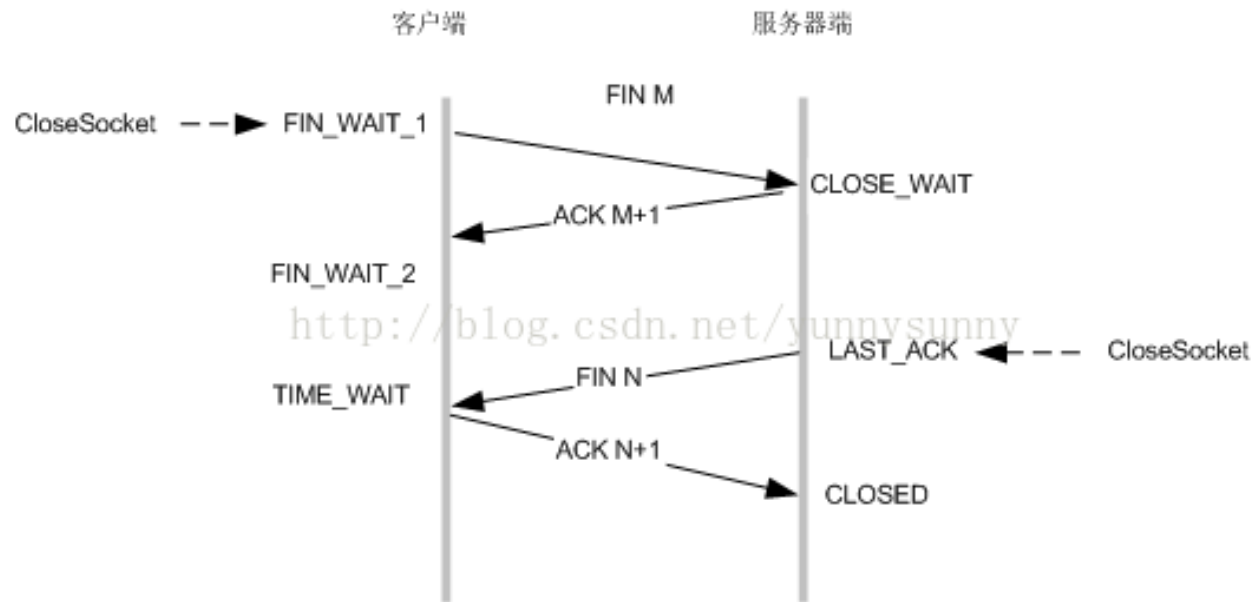 客户端 服务器端
FIN M
CloseSocket FIN_WAIT_1
CLOSE_WAIT
ACK M+1
FIN_WAIT_2
http://blog.csdn.net/yunnysunny
LAST_ACK CloseSocket
FIN N
TIME_WAIT
ACK N+1
CLOSED